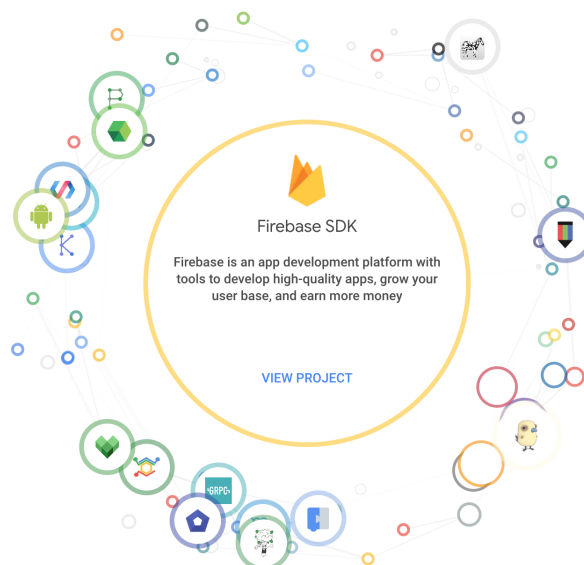 Firebase SDK
Firebase is an app development platform with
tools to develop high-quality apps, grow your
user base, and earn more money
VIEW PROJECT
GRPC